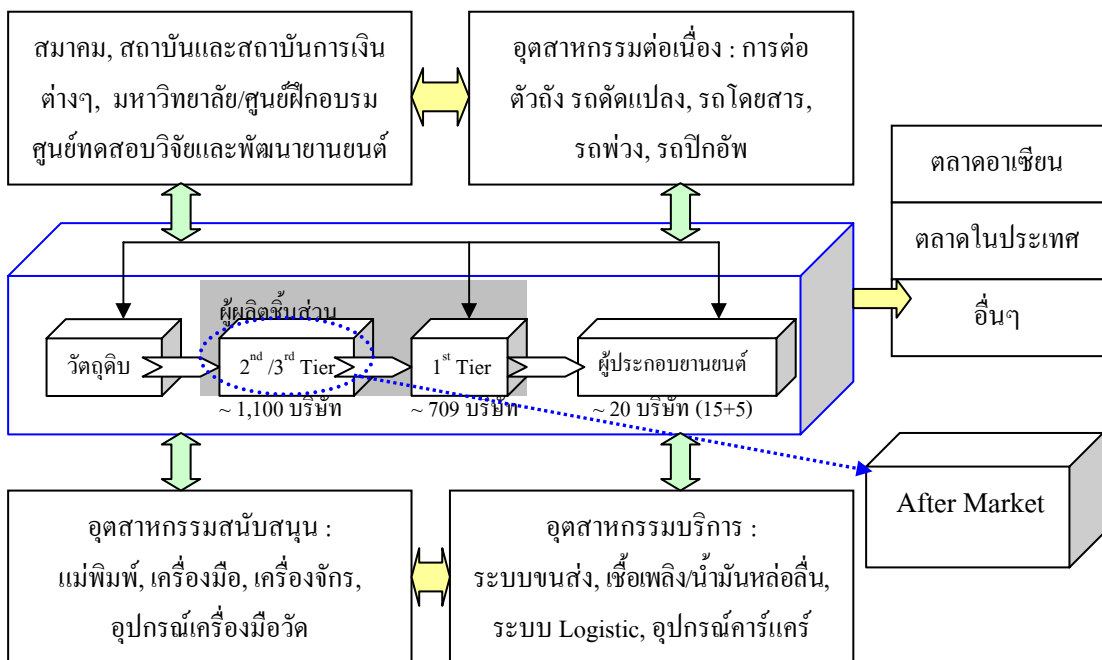 สมาคม, สถาบันและสถาบันการเงิน
ต่างๆ, มหาวิทยาลัย/ศูนย์ฝึกอบรม
ศูนย์ทดสอบวิจัยและพัฒนายานยนต์
อุตสาหกรรมต่อเนื่อง : การต่อ
ตัวถัง รถดัดแปลง, รถโดยสาร,
รถพ่วง, รถปิกอัพ
ตลาดอาเซียน
ตลาดในประเทศ
อื่นๆ
ผู้ผลิตชิ้นส่วน
วัตถุดิบ
2nd /3rd Tier
1st Tier
ผู้ประกอบยานยนต์
~ 1,100 บริษัท
~ 709 บริษัท
~ 20 บริษัท (15+5)
After Market
อุตสาหกรรมสนับสนุน :
แม่พิมพ์, เครื่องมือ, เครื่องจักร,
อุปกรณ์เครื่องมือวัด
อุตสาหกรรมบริการ :
ระบบขนส่ง, เชื้อเพลิง/น้ำมันหล่อลื่น,
ระบบ Logistic, อุปกรณ์คาร์แคร์